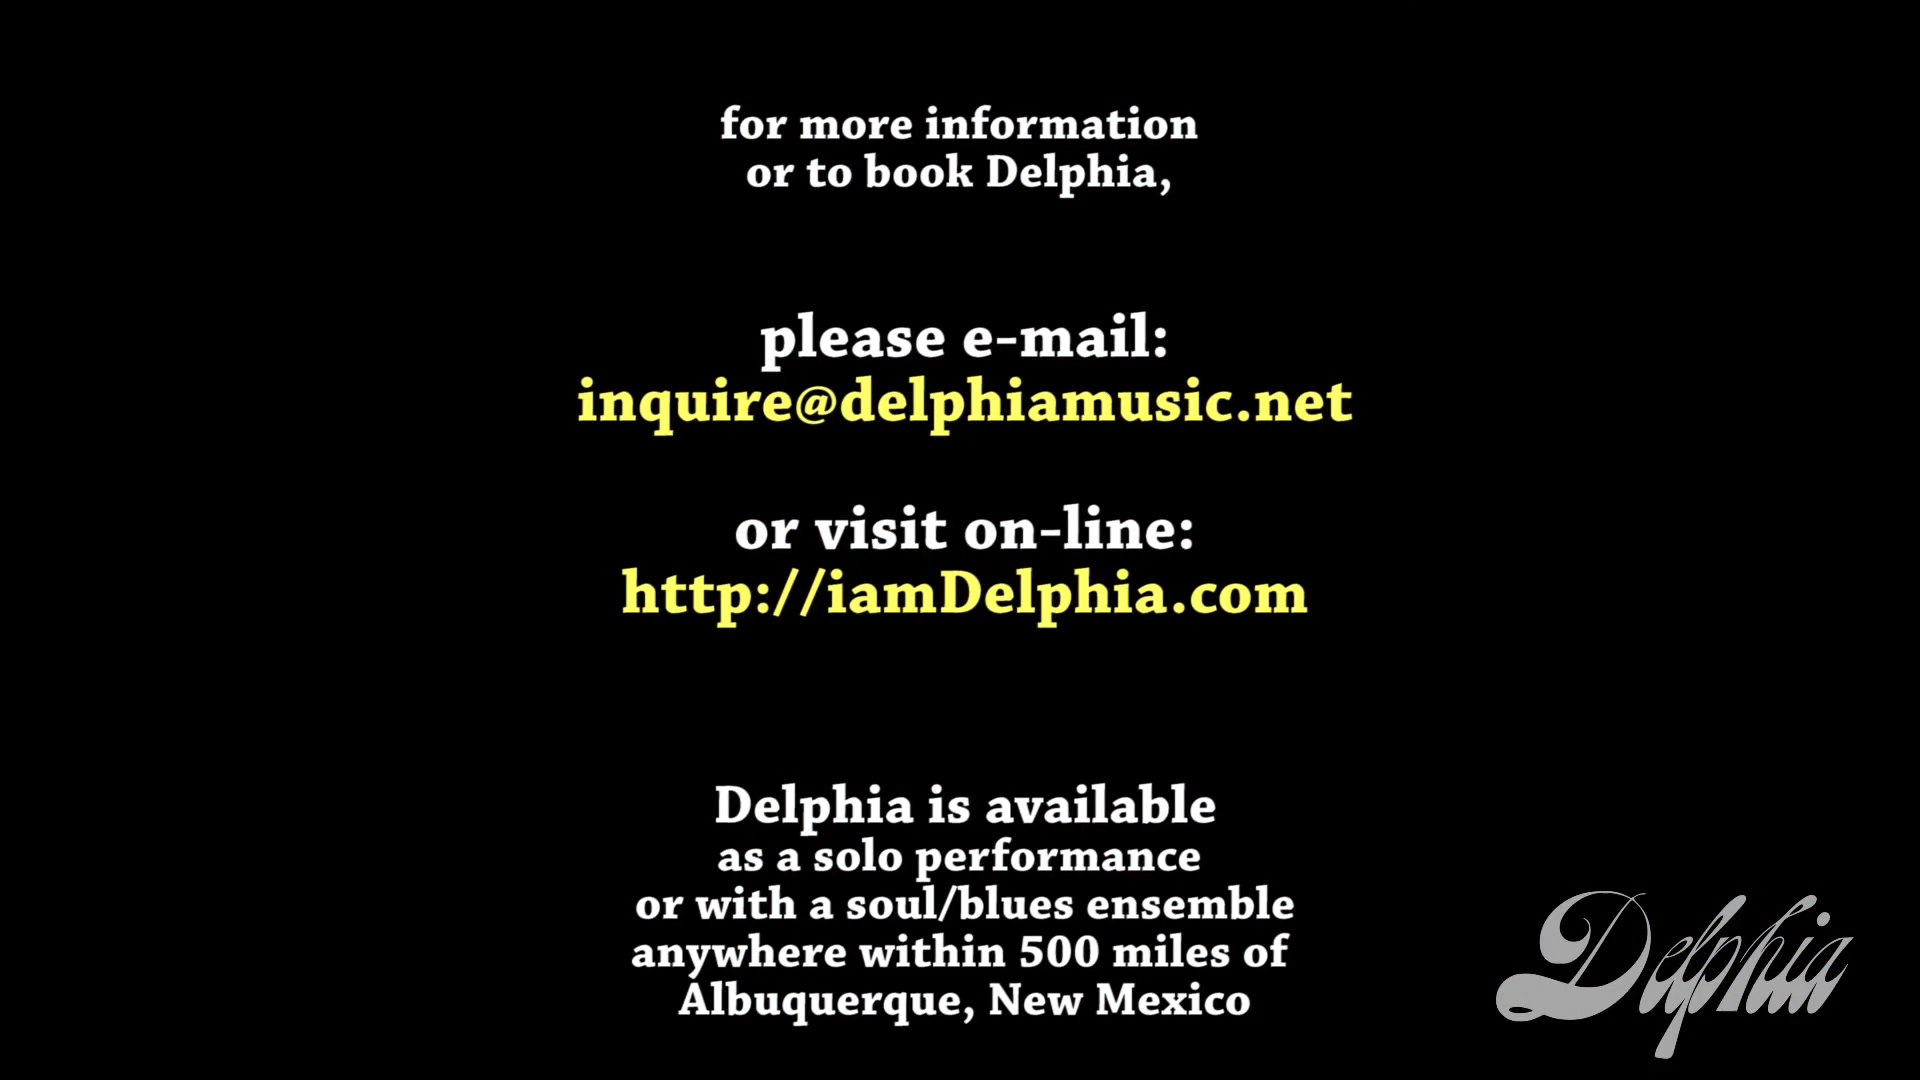 for more information
or to book Delphia,
please e-mail:
inquire@delphiamusic.net
or visit on-line:
http://iamDelphia.com
Delphia is available
as a solo performance
or with a soul/blues ensemble
anywhere within 500 miles of
Albuquerque, New Mexico
Delphia